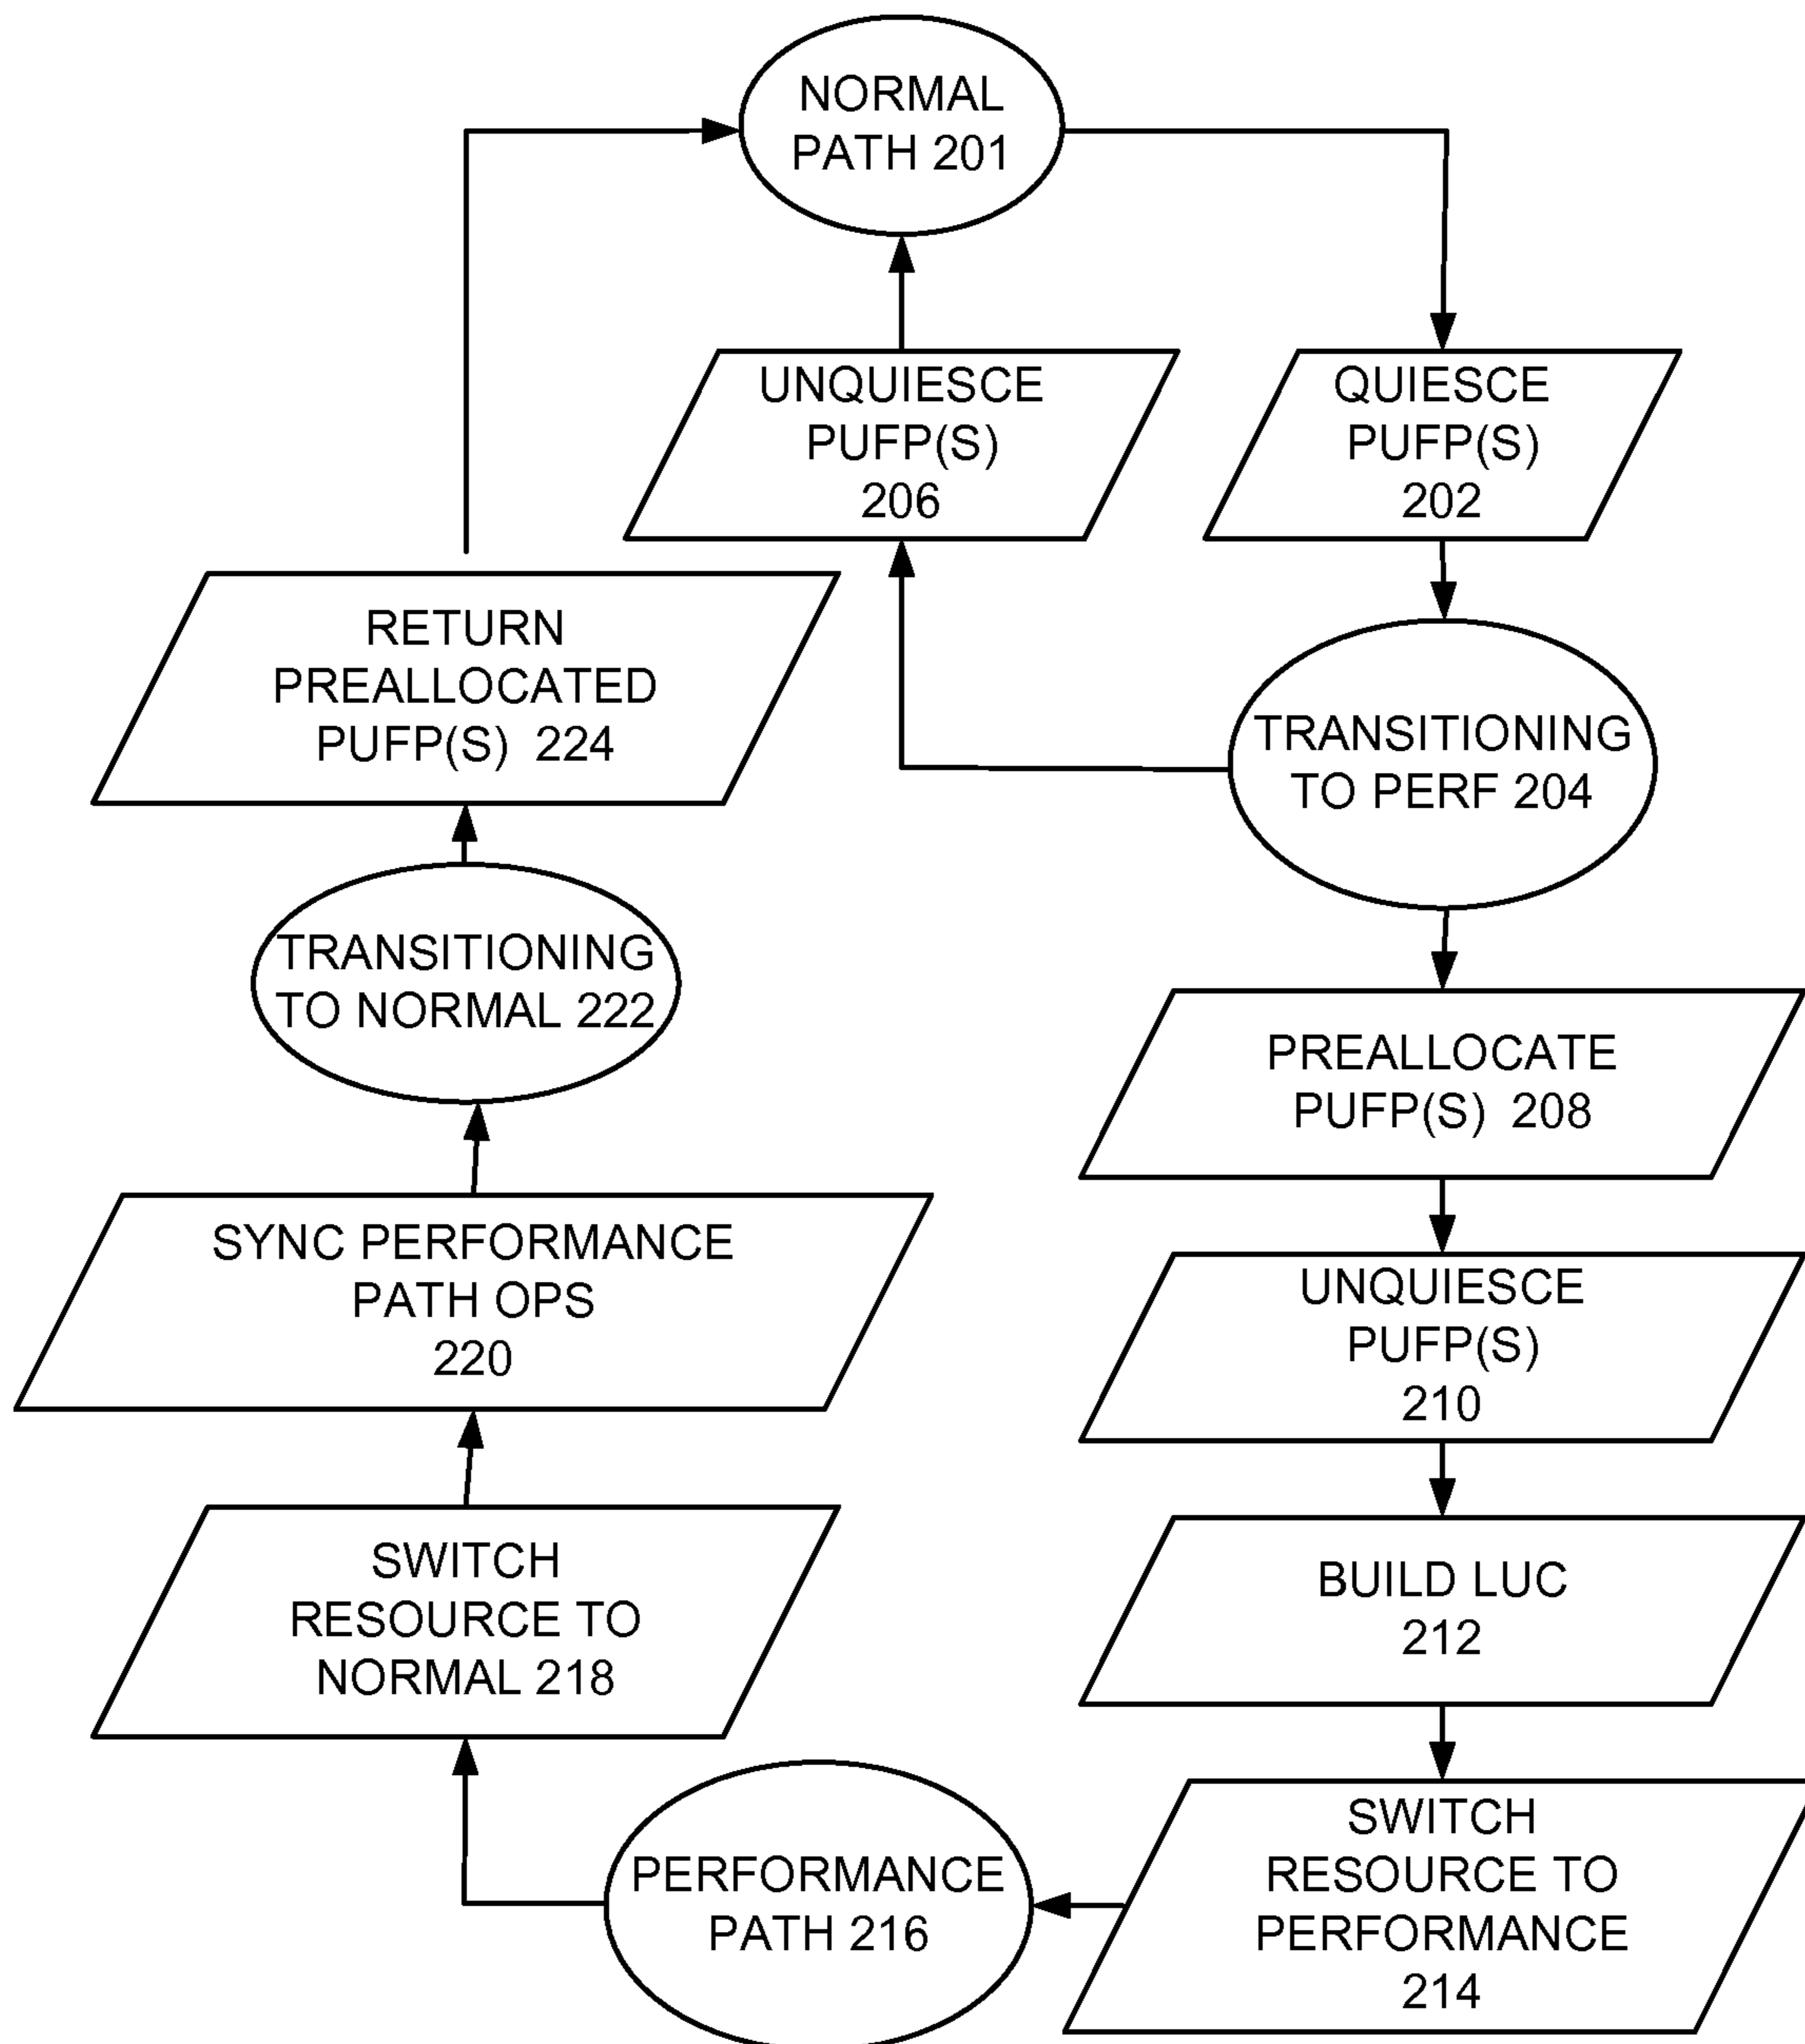 NORMAL
PATH 201
UNQUIESCE
PUFP(S)
206
QUIESCE
PUFP(S)
202
RETURN
PREALLOCATED
PUFP(S) 224
TRANSITIONING
TO PERF 204
TRANSITIONING
TO NORMAL 222
PREALLOCATE
PUFP(S) 208
SYNC PERFORMANCE
PATH OPS
220
UNQUIESCE
PUFP(S)
210
SWITCH
RESOURCE TO
NORMAL 218
BUILD LUC
212
PERFORMANCE
PATH 216
SWITCH
RESOURCE TO
PERFORMANCE
214